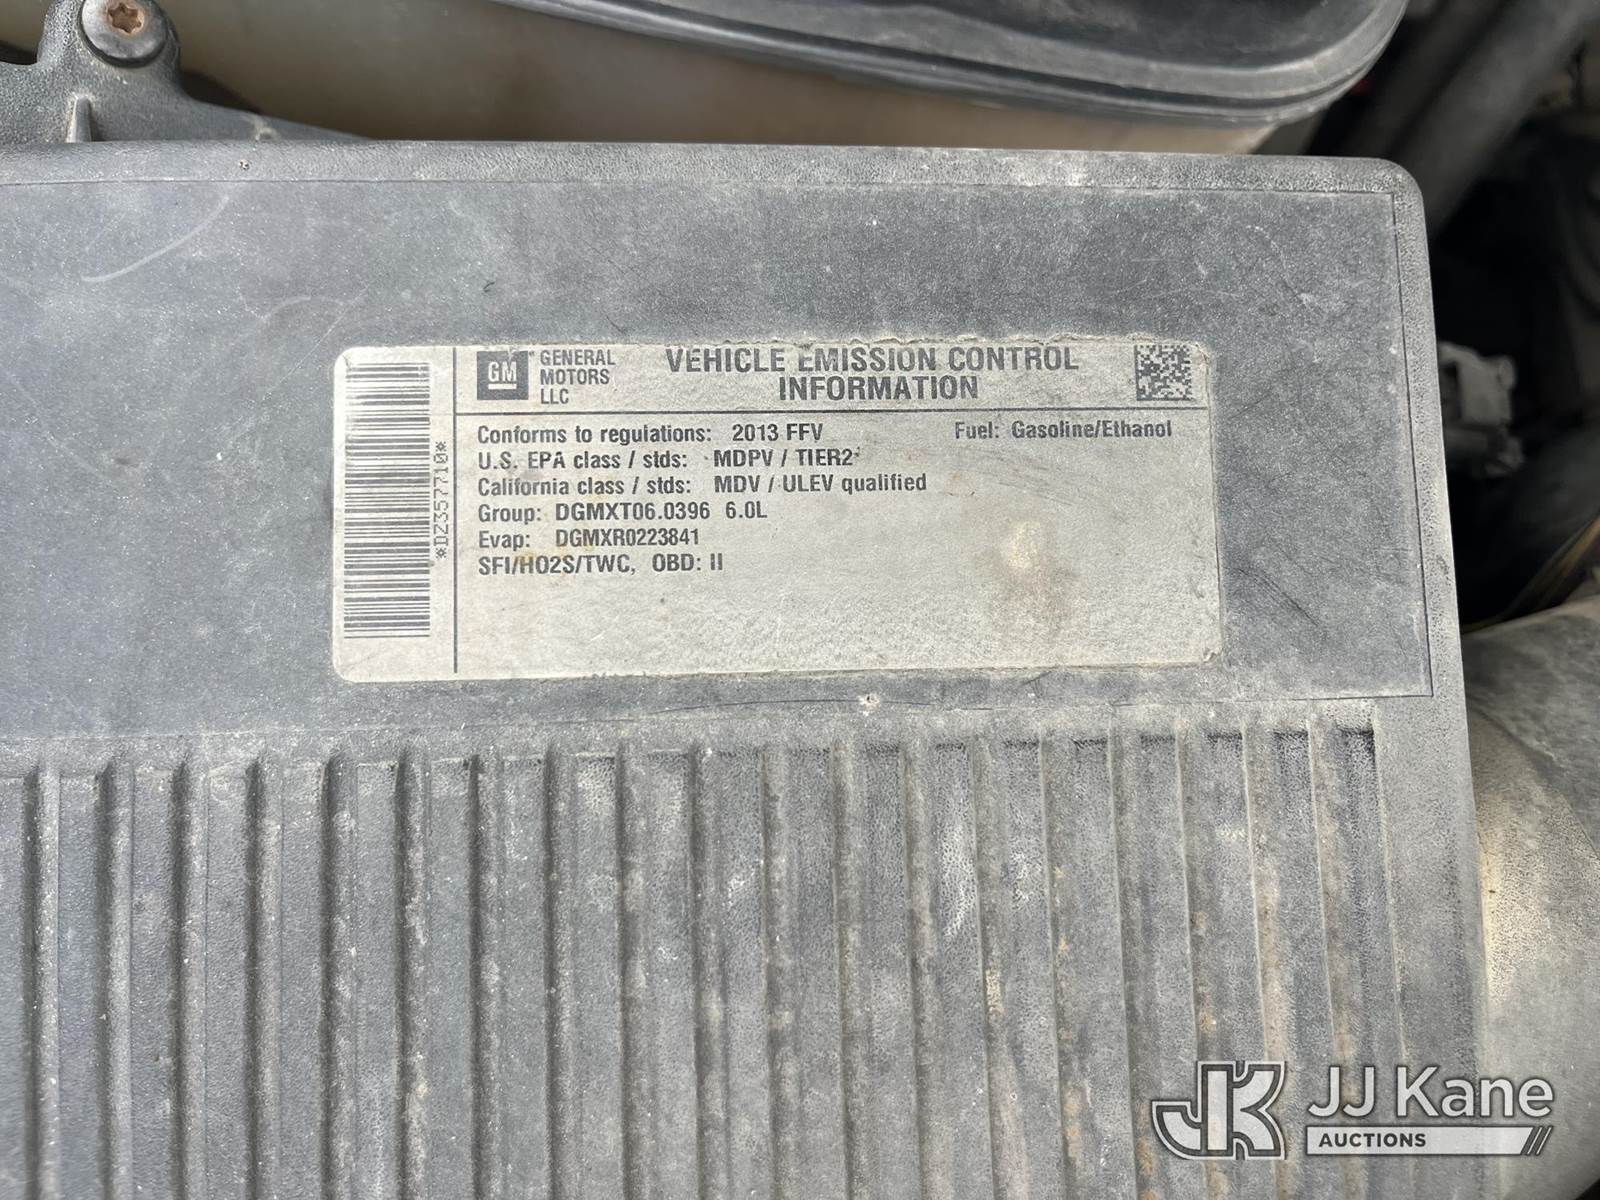 GM GENERAL MOTORS LLC
VEHICLE EMISSION CONTROL
INFORMATION
Conforms to regulations: 2013 FFV Fuel: Gasoline/Ethanol
U.S. EPA class / stds: MDPV / TIER2
California class / stds: MDV / ULEV qualified
Group: DGMXT06.0396 6.0L
Evap: DGMXR0223841
SFI/HO2S/TWC, OBD: II
*DZ357710*
JK JJ Kane
AUCTIONS